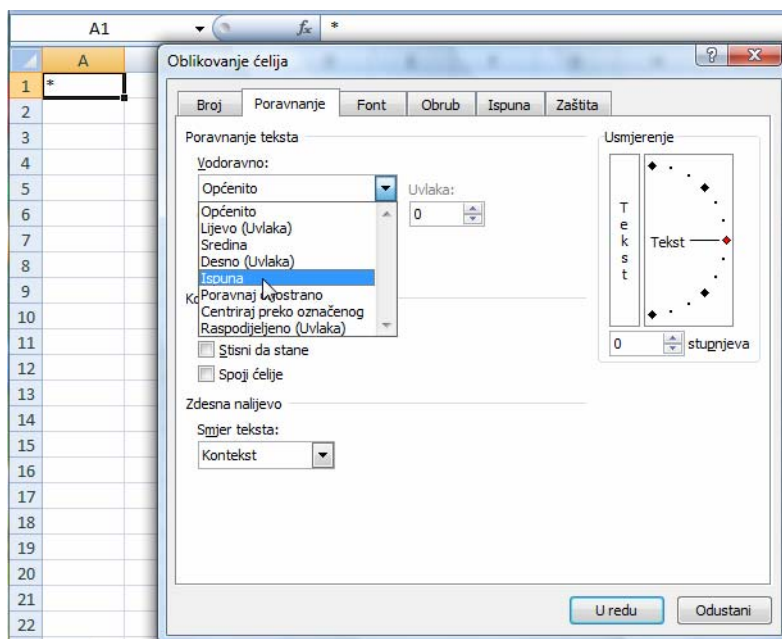 A1 fx *
A
1 *
2
3
4
5
6
7
8
9
10
11
12
13
14
15
16
17
18
19
20
21
22
Oblikovanje ćelija
Broj Poravnanje Font Obrub Ispuna Zaštita
Poravnanje teksta
Vodoravno:
Općenito
Uvlaka:
0
Općenito
Lijevo (Uvlaka)
Sredina
Desno (Uvlaka)
Ispuna
Poravnaj
Centriraj preko označenog
Raspodijeljeno (Uvlaka)
Stisni da stane
Spoji ćelije
Zdesna nalijevo
Smjer teksta:
Kontekst
Usmjerenje
Tekst
Tekst
0 stupnjeva
U redu Odustani